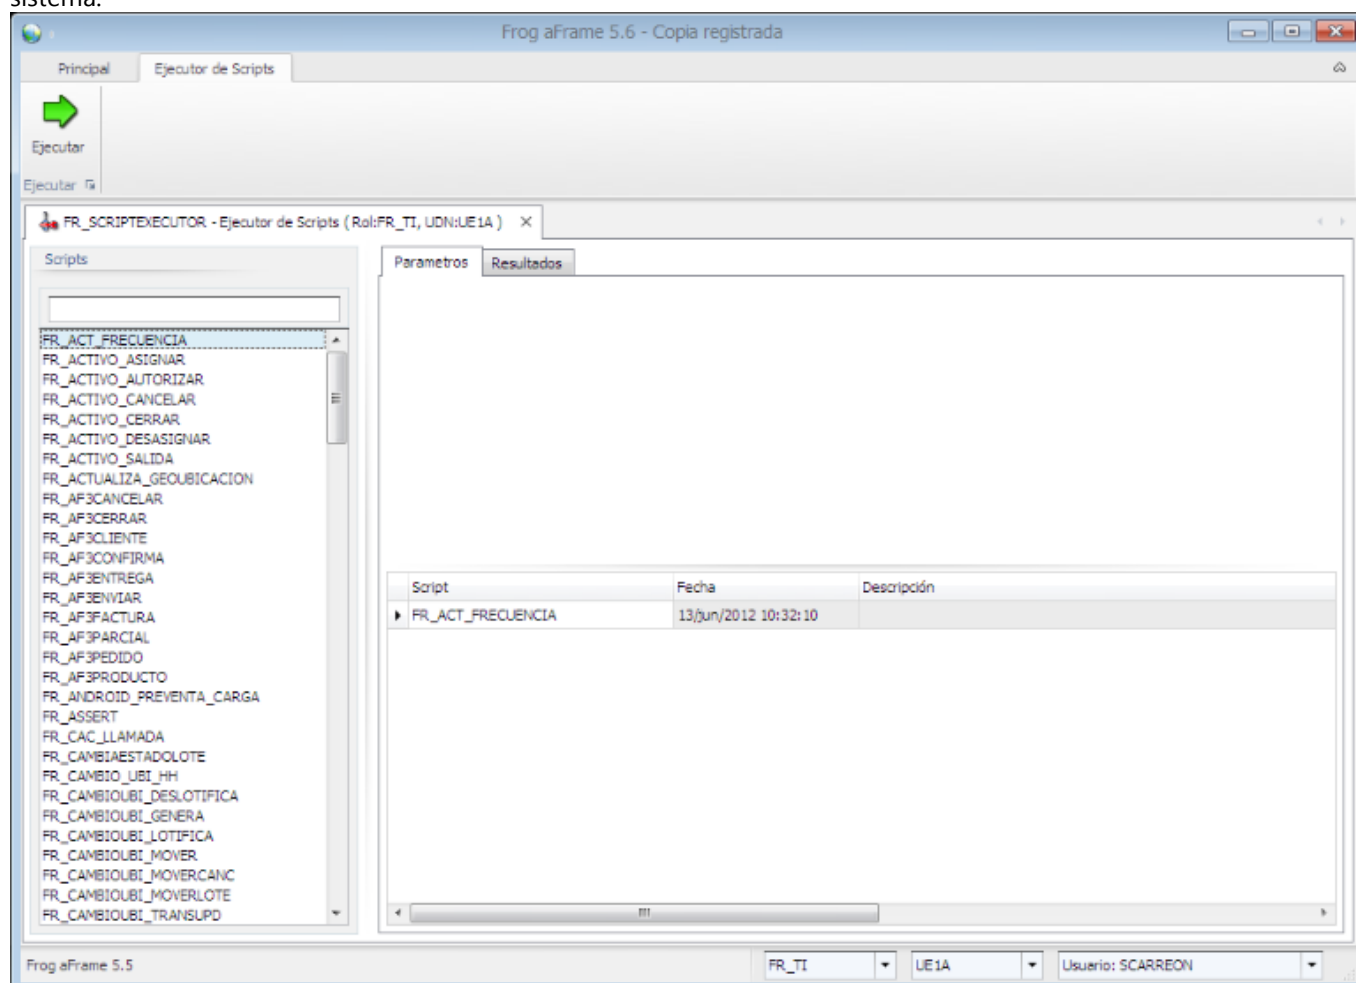 sistema.
Frog aFrame 5.6 - Copia registrada
Principal Ejecutor de Scripts
Ejecutar
Ejecutar
FR_SCRIPTEXECUTOR - Ejecutor de Scripts ( Rol:FR_TI, UDN:UE1A )
Scripts
Parametros Resultados
FR_ACT_FRECUENCIA
FR_ACTIVO_ASIGNAR
FR_ACTIVO_AUTORIZAR
FR_ACTIVO_CANCELAR
FR_ACTIVO_CERRAR
FR_ACTIVO_DESASIGNAR
FR_ACTIVO_SALIDA
FR_ACTUALIZA_GEOUBICACION
FR_AF3CANCELAR
FR_AF3CERRAR
FR_AF3CLIENTE
FR_AF3CONFIRMA
FR_AF3ENTREGA
FR_AF3ENVIAR
FR_AF3FACTURA
FR_AF3PARCIAL
FR_AF3PEDIDO
FR_AF3PRODUCTO
FR_ANDROID_PREVENTA_CARGA
FR_ASSERT
FR_CAC_LLAMADA
FR_CAMBIAESTADOLOTE
FR_CAMBIO_UBI_HH
FR_CAMBIOUBI_DESLOTIFICA
FR_CAMBIOUBI_GENERA
FR_CAMBIOUBI_LOTIFICA
FR_CAMBIOUBI_MOVER
FR_CAMBIOUBI_MOVERCANC
FR_CAMBIOUBI_MOVERLOTE
FR_CAMBIOUBI_TRANSUPD
Script Fecha Descripción
FR_ACT_FRECUENCIA 13/jun/2012 10:32:10
Frog aFrame 5.5 FR_TI UE1A Usuario: SCARREON